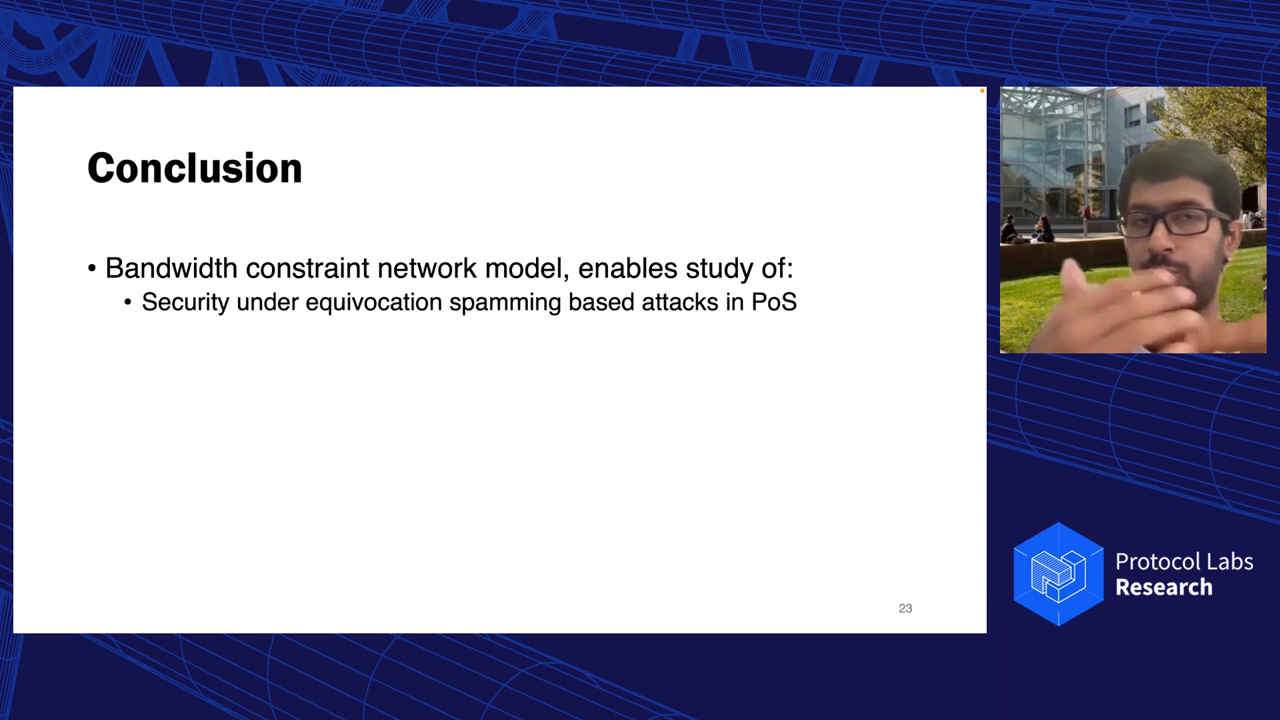 Conclusion
• Bandwidth constraint network model, enables study of:
• Security under equivocation spamming based attacks in PoS
23
Protocol Labs
Research